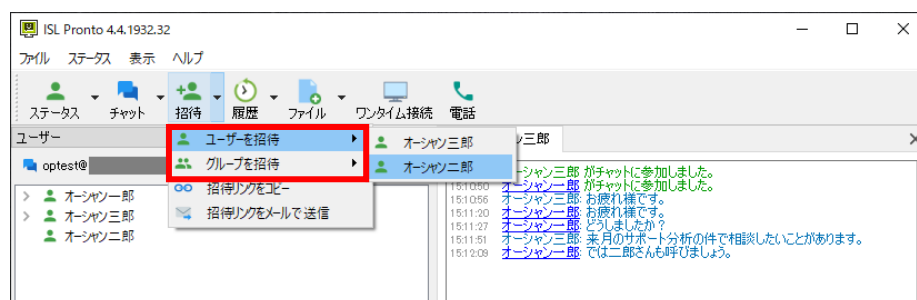 ISL Pronto 4.4.1932.32
ファイル ステータス 表示 ヘルプ
ステータス チャット 招待 履歴 ファイル ワンタイム接続 電話
ユーザー
optest@
オーシャン一郎
オーシャン三郎
オーシャン二郎
ユーザーを招待
グループを招待
招待リンクをコピー
招待リンクをメールで送信
オーシャン三郎
オーシャン二郎
ン三郎
ーシャン三郎 がチャットに参加しました。
15:10:50 オーシャン一郎 がチャットに参加しました。
15:10:56 オーシャン三郎: お疲れ様です。
15:11:20 オーシャン一郎: お疲れ様です。
15:11:27 オーシャン一郎: どうしましたか?
15:11:51 オーシャン三郎: 来月のサポート分析の件で相談したいことがあります。
15:12:09 オーシャン一郎: では二郎さんも呼びましょう。